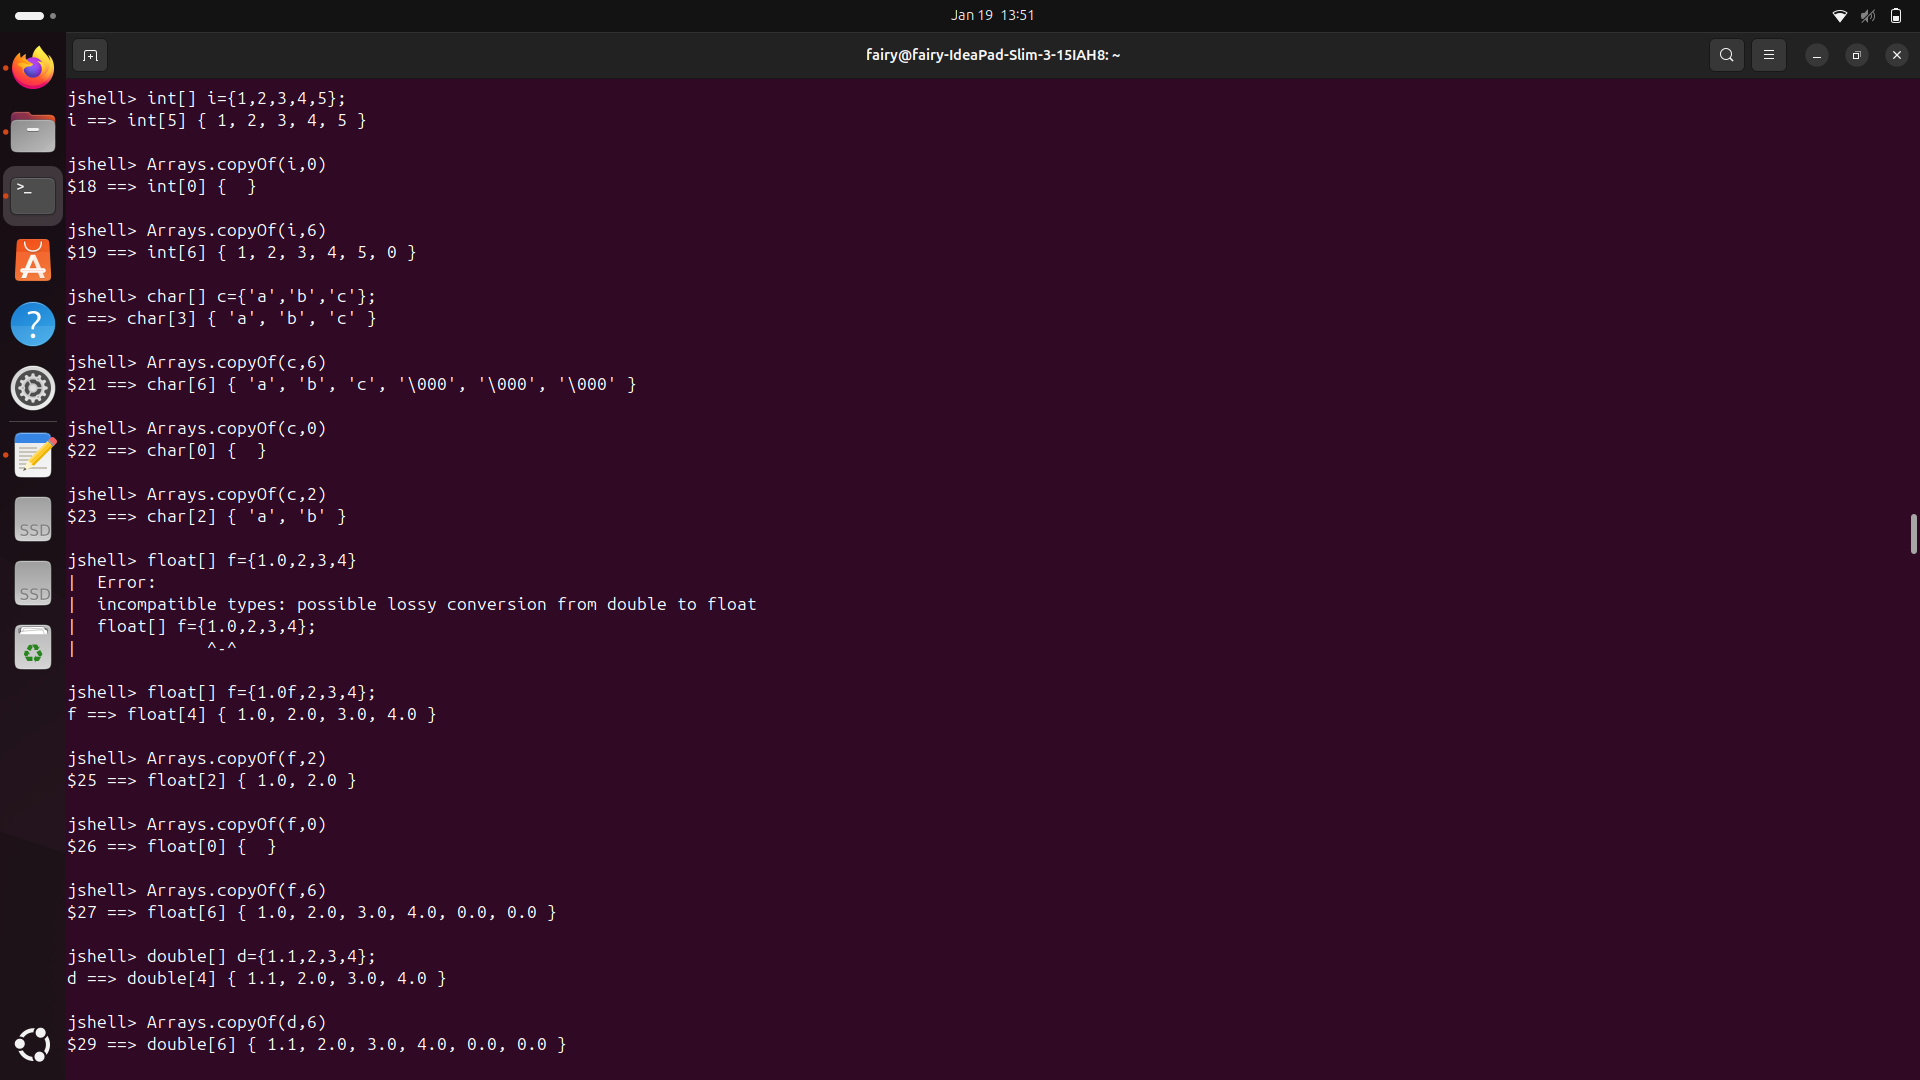 Jan 19 13:51
fairy@fairy-IdeaPad-Slim-3-15IAH8: ~
jshell> int[] i={1,2,3,4,5};
i ==> int[5] { 1, 2, 3, 4, 5 }
jshell> Arrays.copyOf(i,0)
$18 ==> int[0] {  }
jshell> Arrays.copyOf(i,6)
$19 ==> int[6] { 1, 2, 3, 4, 5, 0 }
jshell> char[] c={'a','b','c'};
c ==> char[3] { 'a', 'b', 'c' }
jshell> Arrays.copyOf(c,6)
$21 ==> char[6] { 'a', 'b', 'c', '\000', '\000', '\000' }
jshell> Arrays.copyOf(c,0)
$22 ==> char[0] {  }
jshell> Arrays.copyOf(c,2)
$23 ==> char[2] { 'a', 'b' }
jshell> float[] f={1.0,2,3,4}
|  Error:
|  incompatible types: possible lossy conversion from double to float
|  float[] f={1.0,2,3,4};
|             ^-^
jshell> float[] f={1.0f,2,3,4};
f ==> float[4] { 1.0, 2.0, 3.0, 4.0 }
jshell> Arrays.copyOf(f,2)
$25 ==> float[2] { 1.0, 2.0 }
jshell> Arrays.copyOf(f,0)
$26 ==> float[0] {  }
jshell> Arrays.copyOf(f,6)
$27 ==> float[6] { 1.0, 2.0, 3.0, 4.0, 0.0, 0.0 }
jshell> double[] d={1.1,2,3,4};
d ==> double[4] { 1.1, 2.0, 3.0, 4.0 }
jshell> Arrays.copyOf(d,6)
$29 ==> double[6] { 1.1, 2.0, 3.0, 4.0, 0.0, 0.0 }
>_
A
?
SSD
SSD